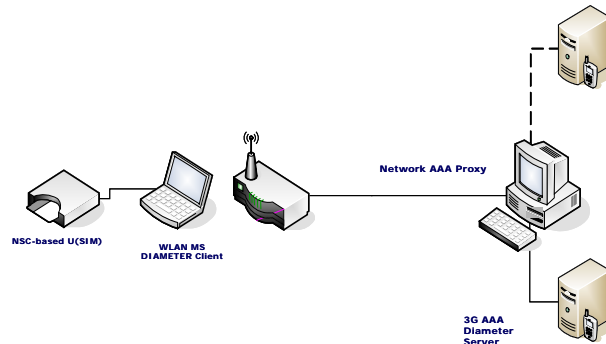 Network AAA Proxy
NSC-based U(SIM)
WLAN MS
DIAMETER Client
3G AAA
Diameter
Server